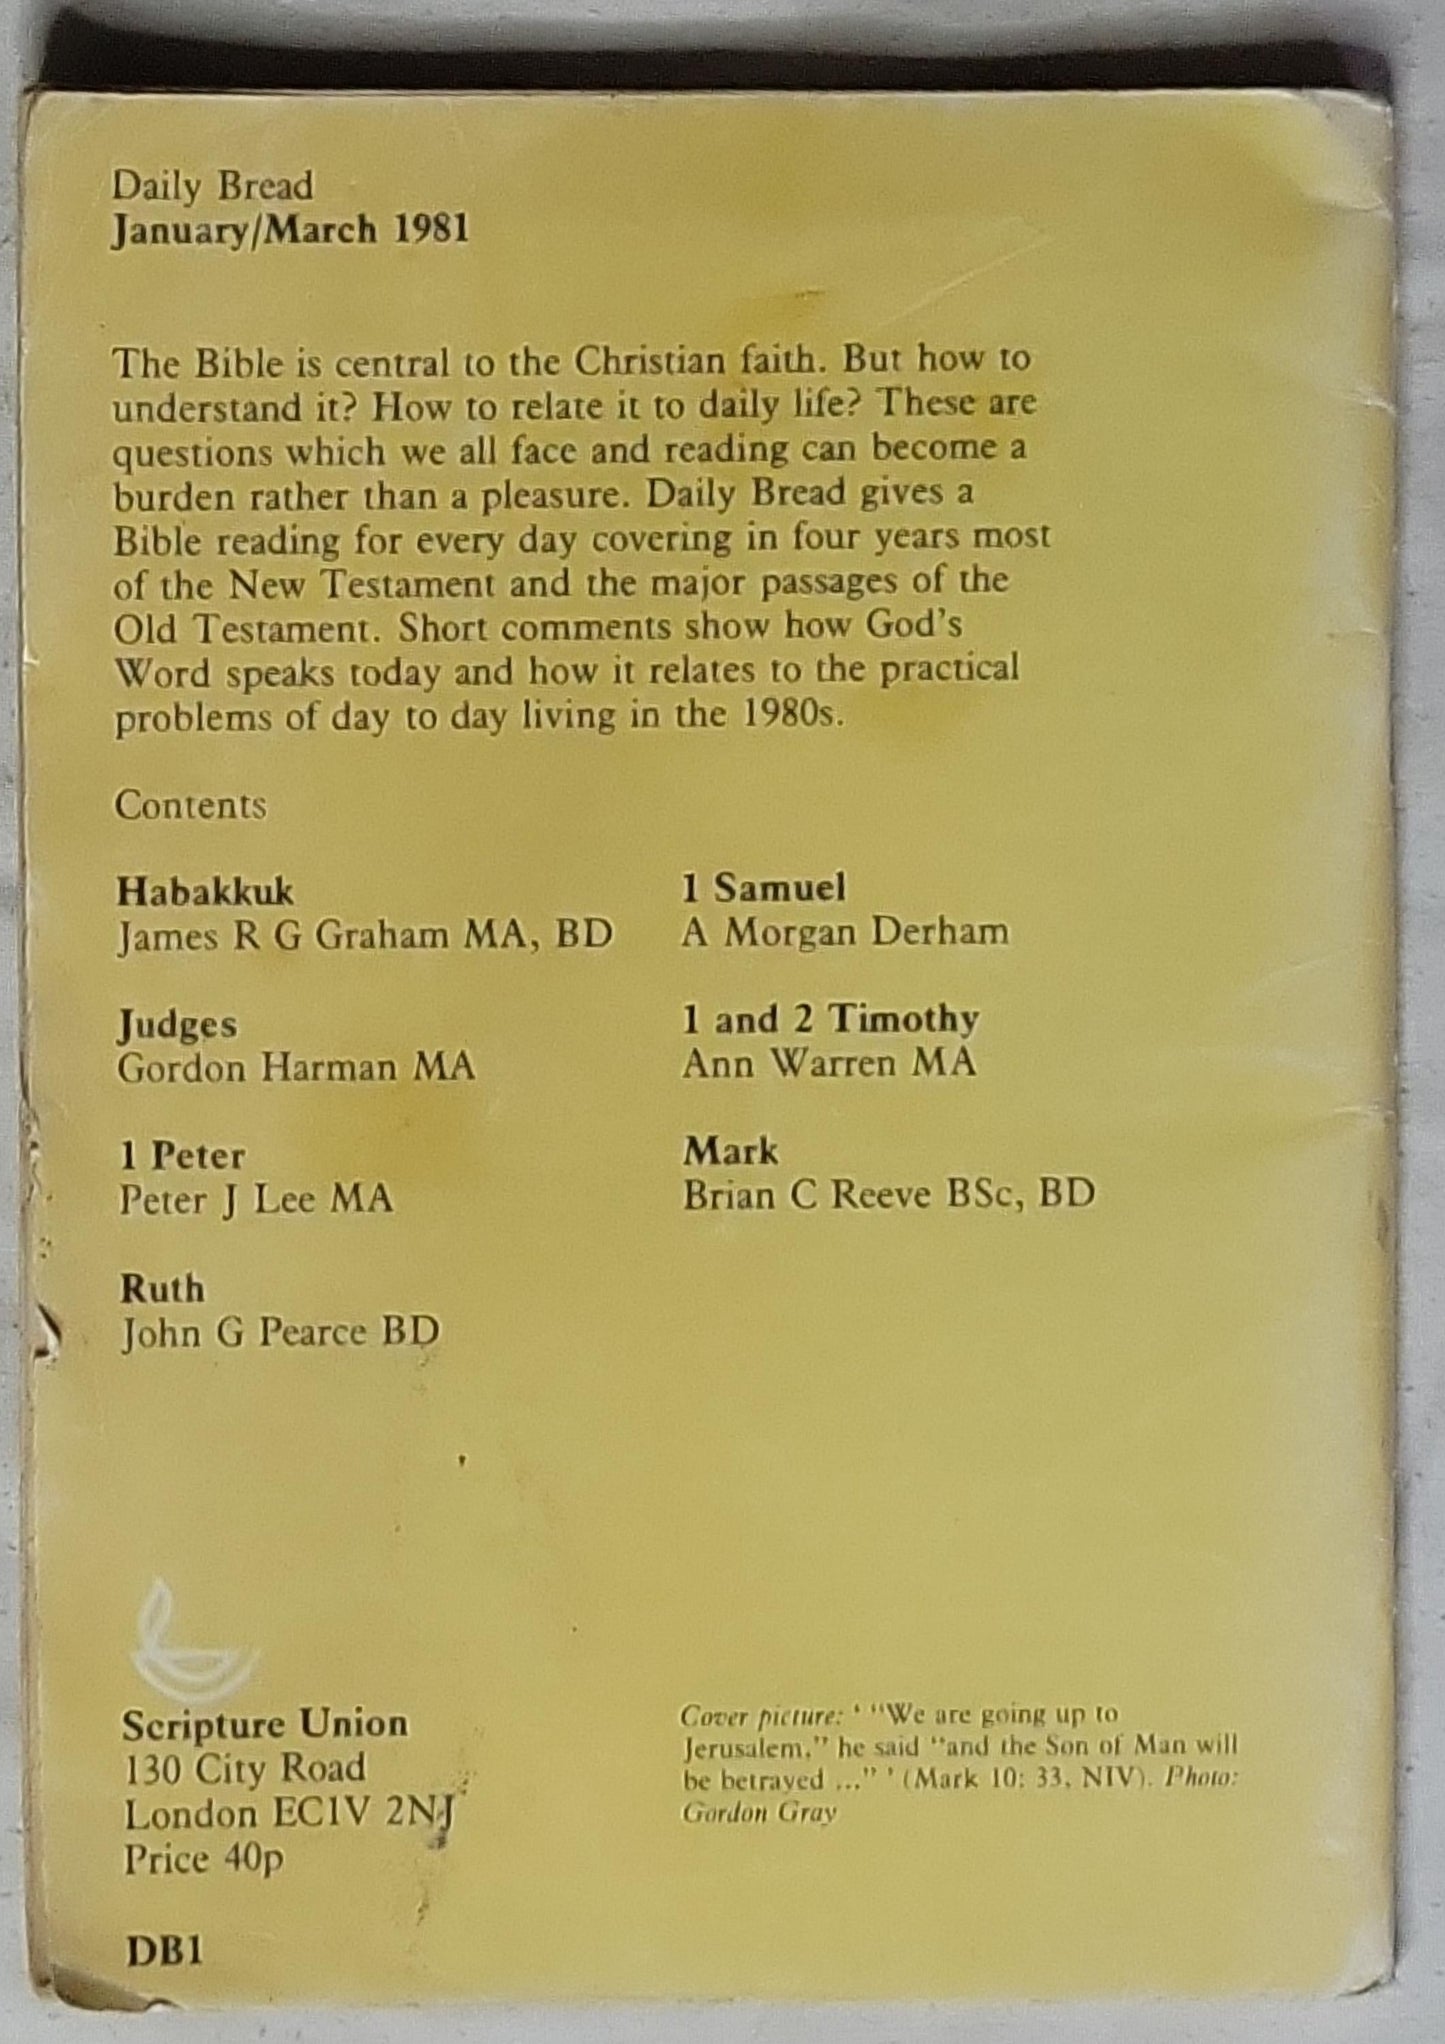 Daily Bread
January/March 1981
The Bible is central to the Christian faith. But how to
understand it? How to relate it to daily life? These are
questions which we all face and reading can become a
burden rather than a pleasure. Daily Bread gives a
Bible reading for every day covering in four years most
of the New Testament and the major passages of the
Old Testament. Short comments show how God's
Word speaks today and how it relates to the practical
problems of day to day living in the 1980s.
Contents
Habakkuk
James R G Graham MA, BD
Judges
Gordon Harman MA
1 Peter
Peter J Lee MA
Ruth
John G Pearce BD
1 Samuel
A Morgan Derham
1 and 2 Timothy
Ann Warren MA
Mark
Brian C Reeve BSc, BD
Scripture Union
130 City Road
London EC1V 2NJ
Price 40p
DB1
Cover picture: ' "We are going up to
Jerusalem," he said "and the Son of Man will
be betrayed ..." ' (Mark 10: 33, NIV). Photo:
Gordon Gray